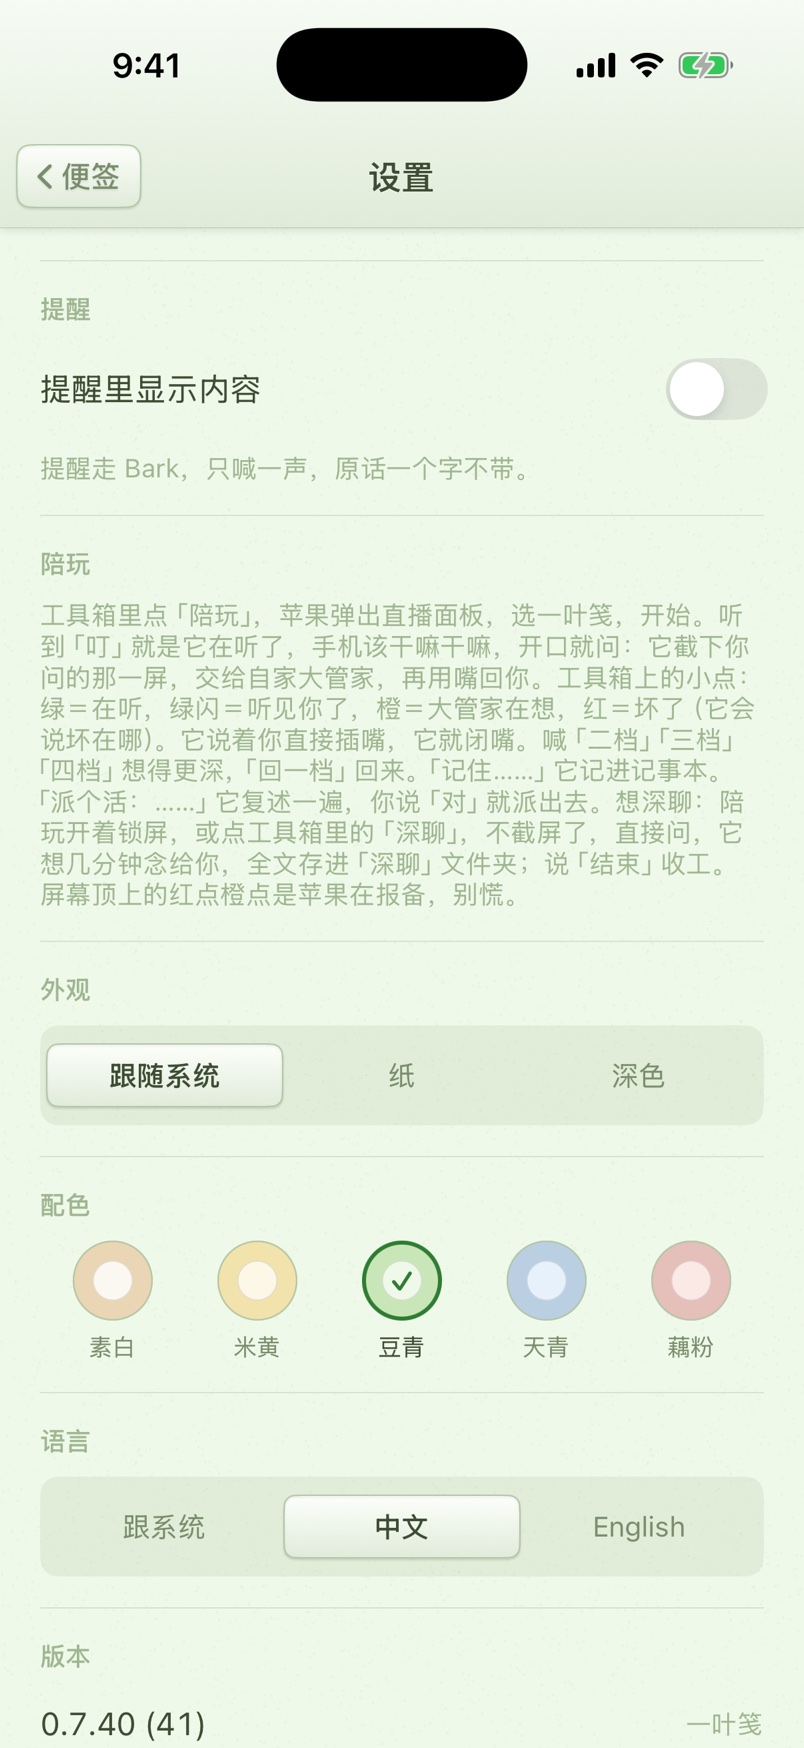 9:41
便签
设置
提醒
提醒里显示内容
提醒走 Bark，只喊一声，原话一个字不带。
陪玩
工具箱里点「陪玩」，苹果弹出直播面板，选一叶笺，开始。听
到「叮」就是它在听了，手机该干嘛干嘛，开口就问：它截下你
问的那一屏，交给自家大管家，再用嘴回你。工具箱上的小点：
绿＝在听，绿闪＝听见你了，橙＝大管家在想，红＝坏了（它会
说坏在哪）。它说着你直接插嘴，它就闭嘴。喊「二档」「三档」
「四档」想得更深，「回一档」回来。「记住……」它记进记事本。
「派个活：……」它复述一遍，你说「对」就派出去。想深聊：陪
玩开着锁屏，或点工具箱里的「深聊」，不截屏了，直接问，它
想几分钟念给你，全文存进「深聊」文件夹；说「结束」收工。
屏幕顶上的红点橙点是苹果在报备，别慌。
外观
跟随系统
纸
深色
配色
素白
米黄
豆青
天青
藕粉
语言
跟系统
中文
English
版本
0.7.40 (41)
一叶笺